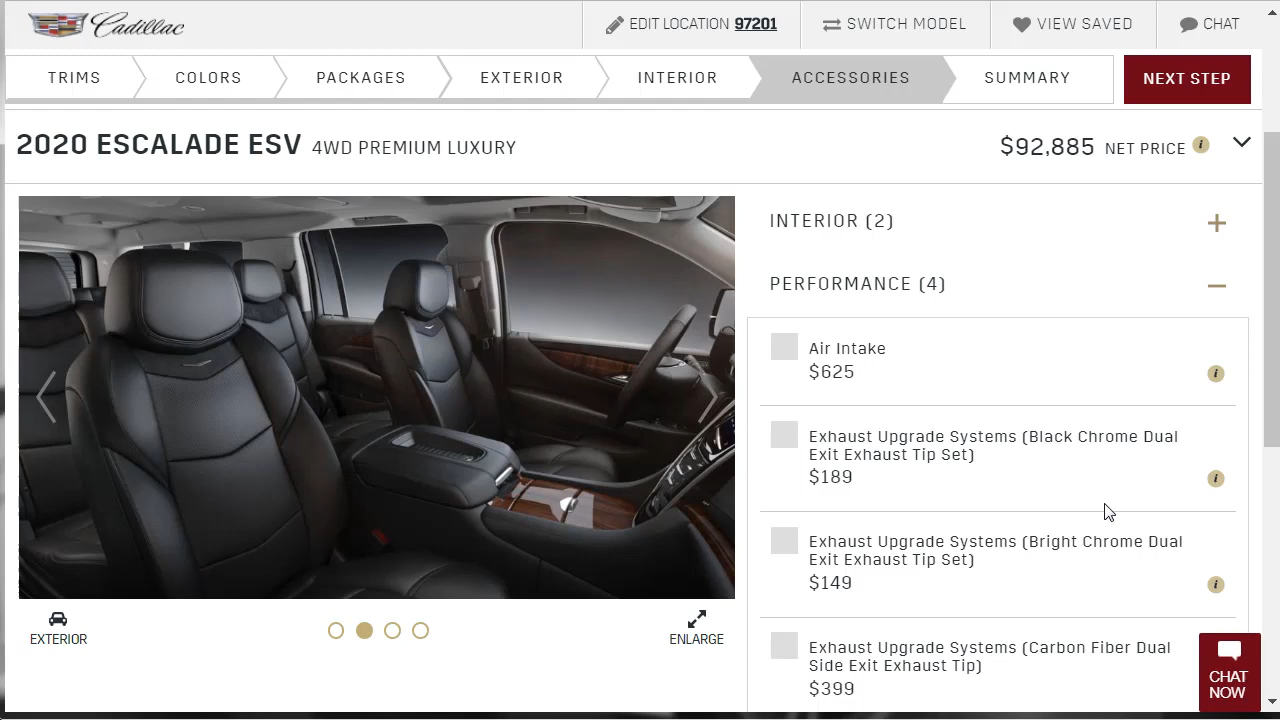 Cadillac
EDIT LOCATION 97201
SWITCH MODEL
VIEW SAVED
CHAT
TRIMS
COLORS
PACKAGES
EXTERIOR
INTERIOR
ACCESSORIES
SUMMARY
NEXT STEP
2020 ESCALADE ESV 4WD PREMIUM LUXURY
$92,885 NET PRICE i
INTERIOR (2)
PERFORMANCE (4)
Air Intake
$625
i
Exhaust Upgrade Systems (Black Chrome Dual
Exit Exhaust Tip Set)
$189
i
Exhaust Upgrade Systems (Bright Chrome Dual
Exit Exhaust Tip Set)
$149
i
Exhaust Upgrade Systems (Carbon Fiber Dual
Side Exit Exhaust Tip)
$399
EXTERIOR
ENLARGE
CHAT
NOW